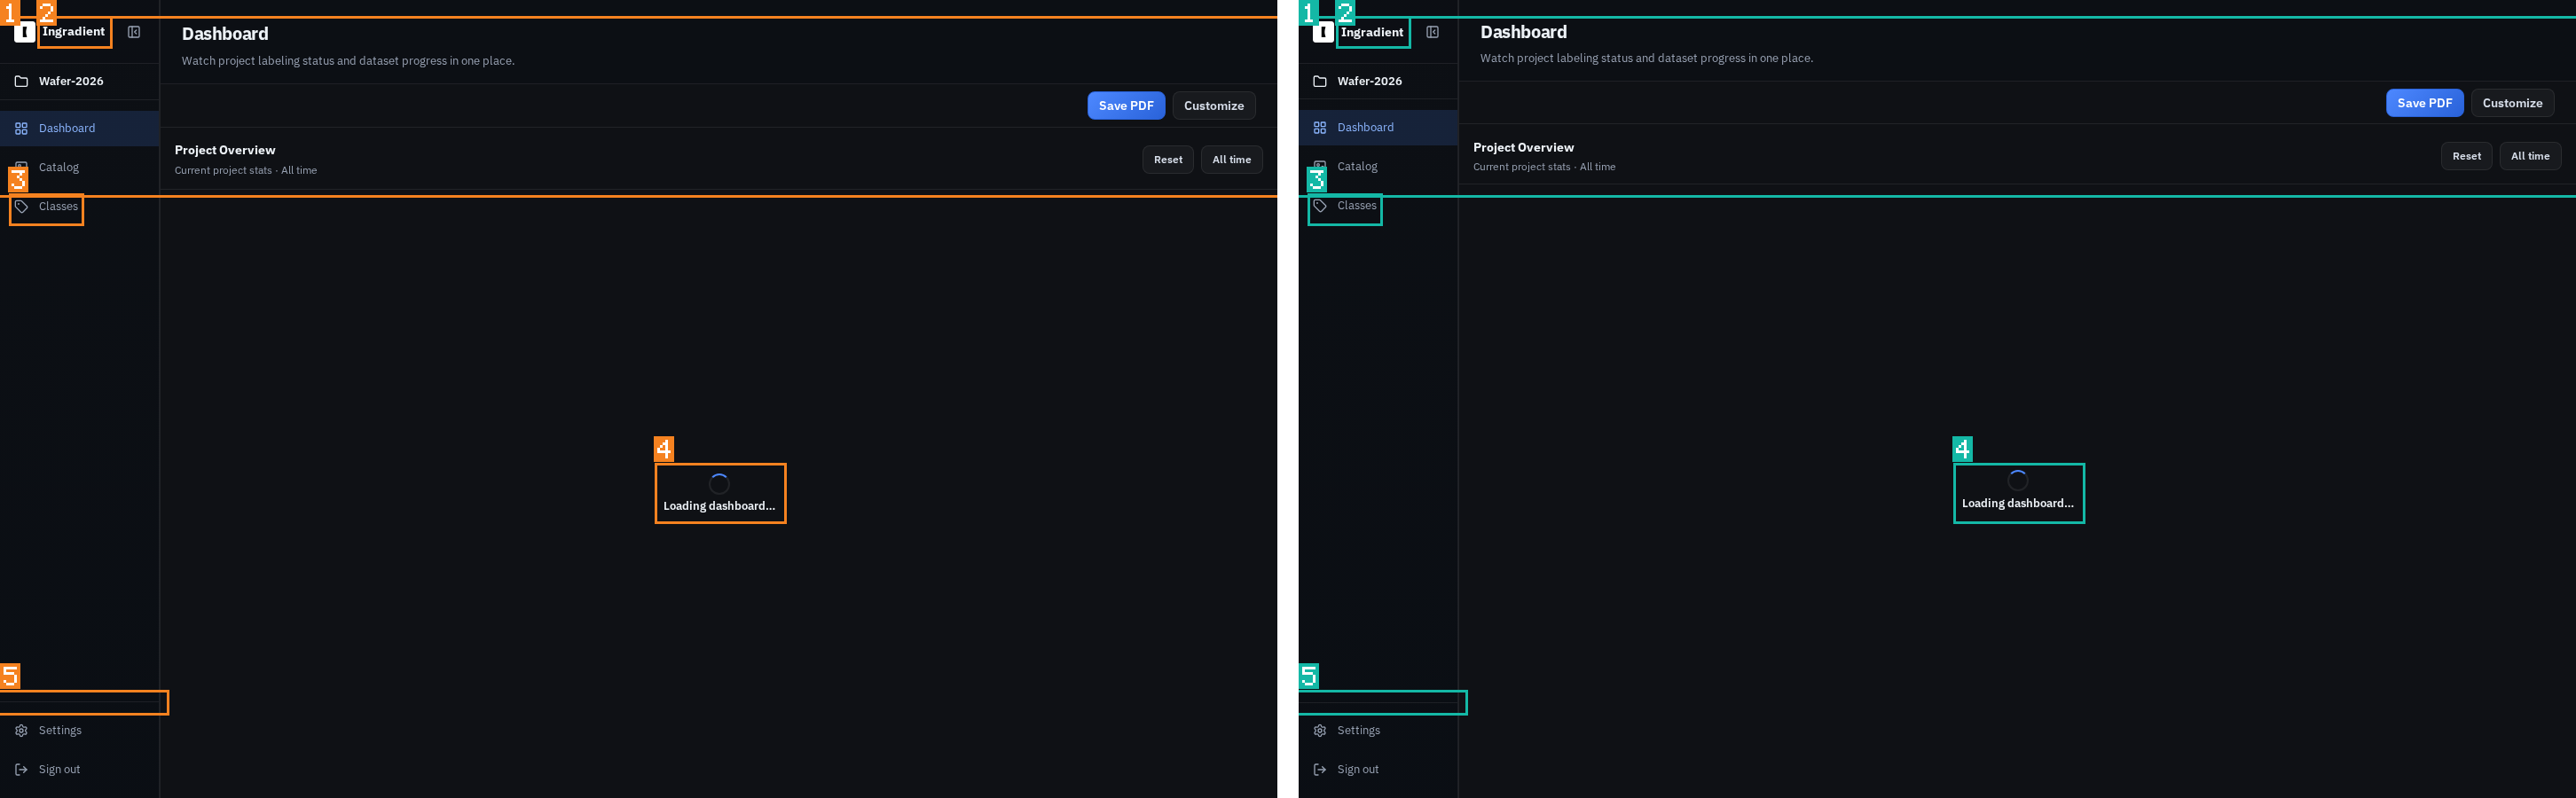 1 2
Ingradient
Dashboard
Watch project labeling status and dataset progress in one place.
Wafer-2026
Save PDF Customize
Dashboard
Project Overview
Current project stats · All time
Reset All time
Catalog
3
Classes
4
Loading dashboard...
5
Settings
Sign out
1 2
Ingradient
Dashboard
Watch project labeling status and dataset progress in one place.
Wafer-2026
Save PDF Customize
Dashboard
Project Overview
Current project stats · All time
Reset All time
Catalog
3
Classes
4
Loading dashboard...
5
Settings
Sign out